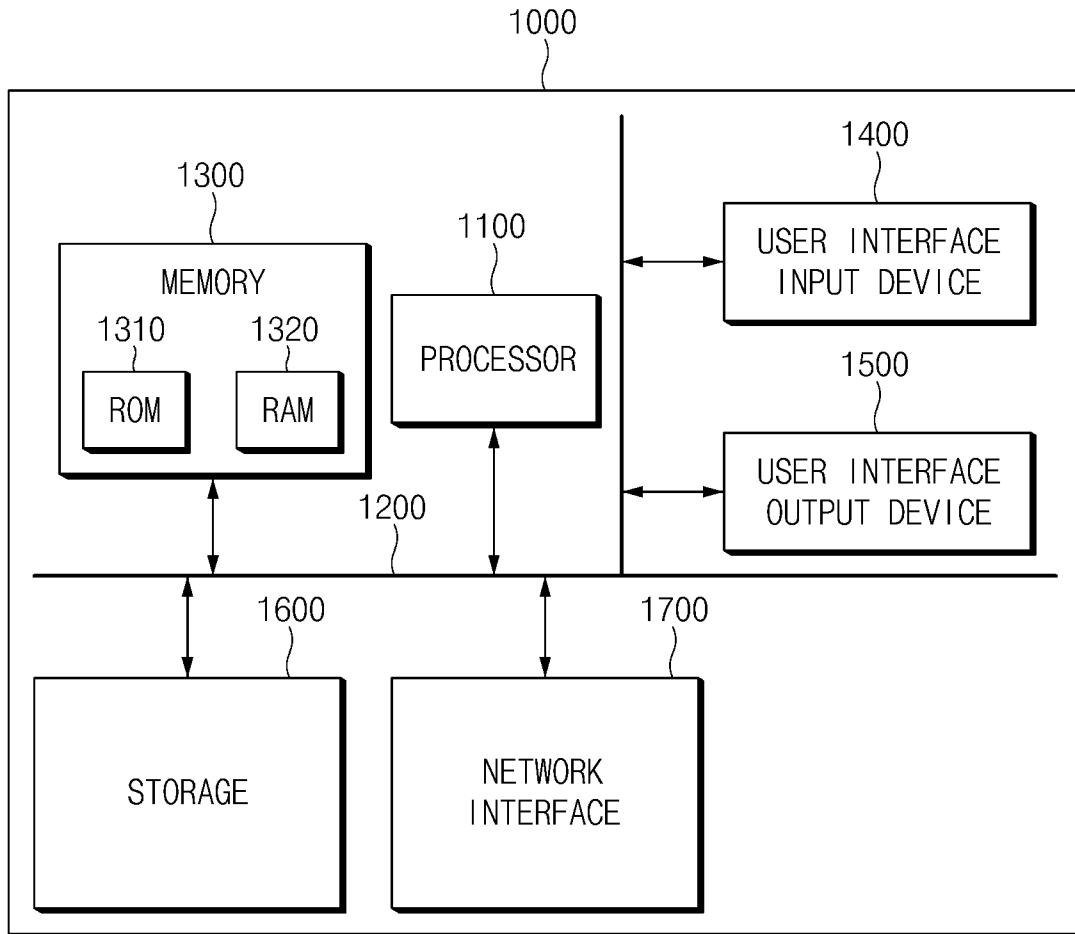 1000
1300
MEMORY
1310
1320
ROM
RAM
1100
PROCESSOR
1400
USER INTERFACE
INPUT DEVICE
1500
USER INTERFACE
OUTPUT DEVICE
1200
1600
STORAGE
1700
NETWORK
INTERFACE